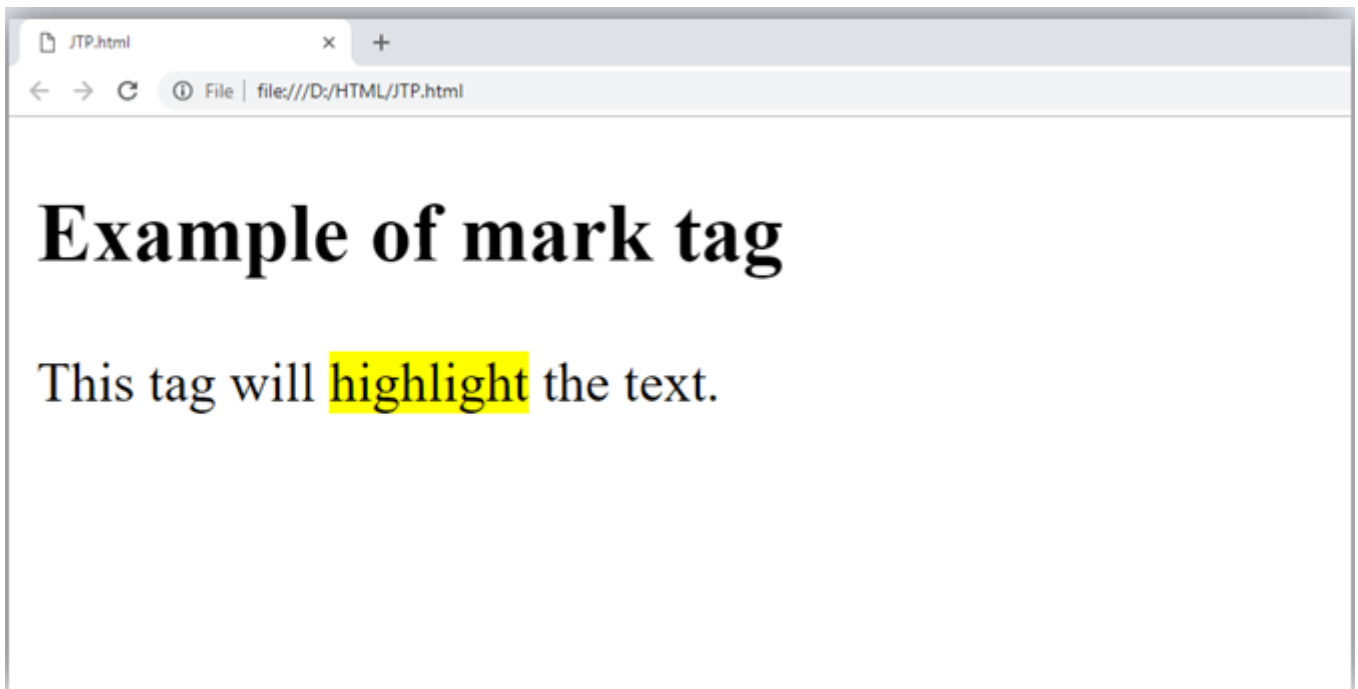 JTP.html
File | file:///D:/HTML/JTP.html
Example of mark tag
This tag will highlight the text.